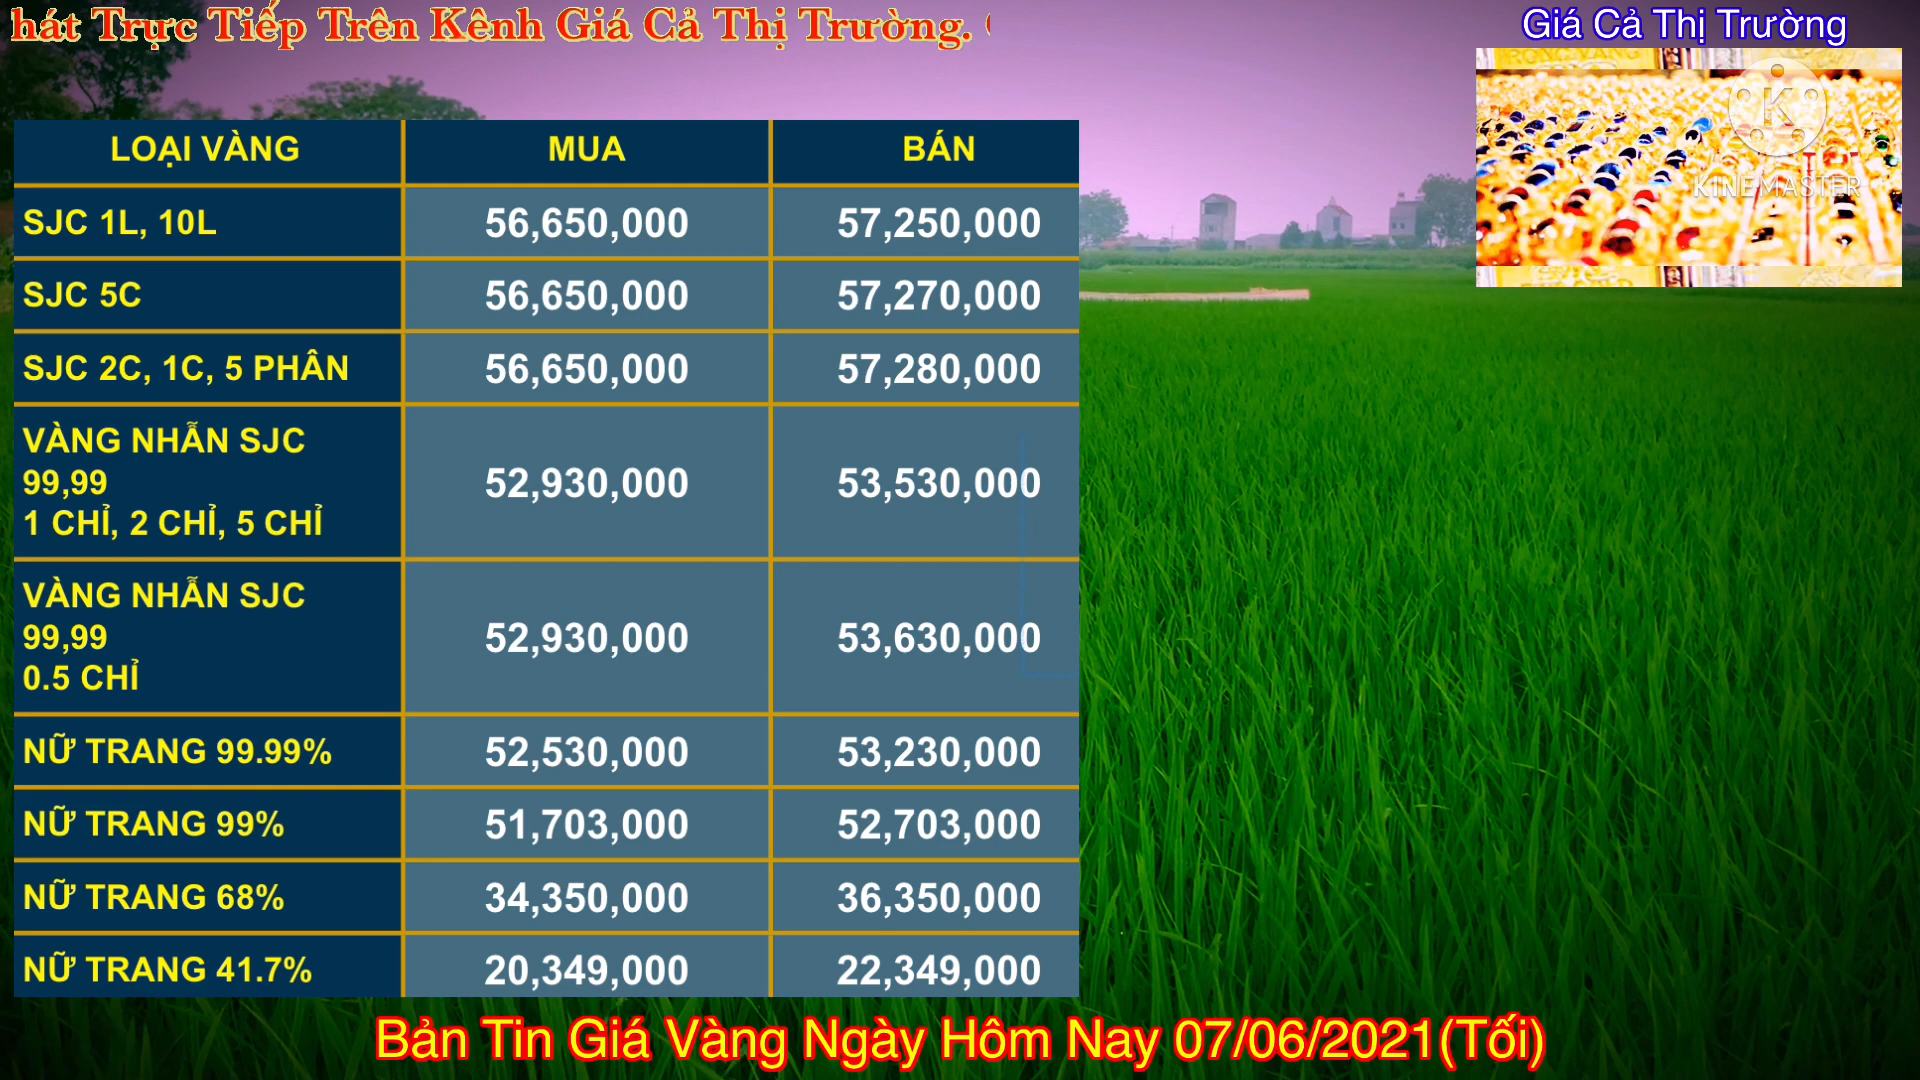 hát Trực Tiếp Trên Kênh Giá Cả Thị Trường.
Giá Cả Thị Trường
KINEMASTER
LOẠI VÀNG MUA BÁN
SJC 1L, 10L 56,650,000 57,250,000
SJC 5C 56,650,000 57,270,000
SJC 2C, 1C, 5 PHÂN 56,650,000 57,280,000
VÀNG NHẪN SJC
99,99
1 CHỈ, 2 CHỈ, 5 CHỈ 52,930,000 53,530,000
VÀNG NHẪN SJC
99,99
0.5 CHỈ 52,930,000 53,630,000
NỮ TRANG 99.99% 52,530,000 53,230,000
NỮ TRANG 99% 51,703,000 52,703,000
NỮ TRANG 68% 34,350,000 36,350,000
NỮ TRANG 41.7% 20,349,000 22,349,000
Bản Tin Giá Vàng Ngày Hôm Nay 07/06/2021(Tối)